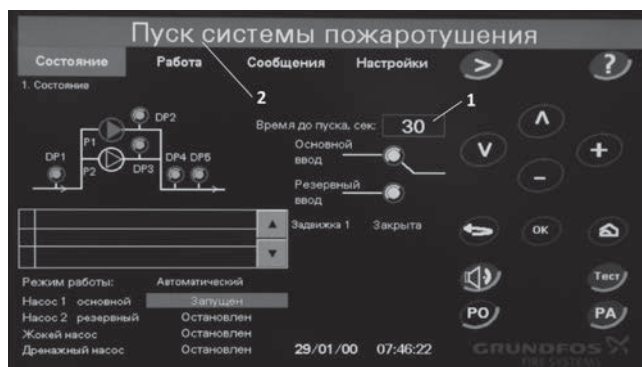 Пуск системы пожаротушения
Состояние Работа Сообщения Настройки > ?
1. Состояние
2
1
DP2
Время до пуска, сек: 30
P1
Основной ввод
DP1 P2 DP3 DP4 DP5
Резервный ввод
Задвижка 1 Закрыта
OK
Режим работы: Автоматический
Тест
Насос 1 основной Запущен
Насос 2 резервный Остановлен
PO PA
Жокей насос Остановлен
Дренажный насос Остановлен 29/01/00 07:46:22
GRUNDFOS
FIRE SYSTEMS